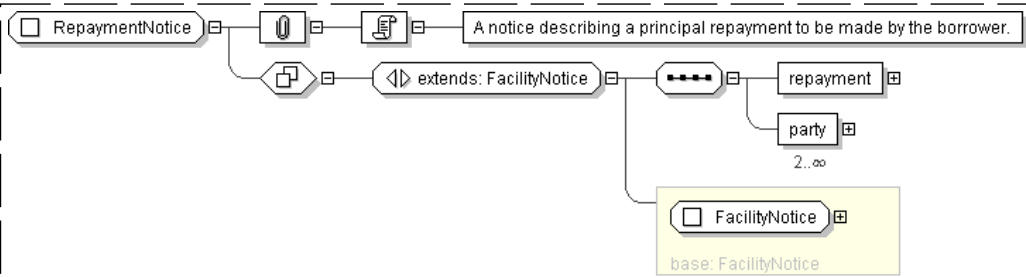 RepaymentNotice
A notice describing a principal repayment to be made by the borrower.
extends: FacilityNotice
repayment
party
2..∞
FacilityNotice
base: FacilityNotice